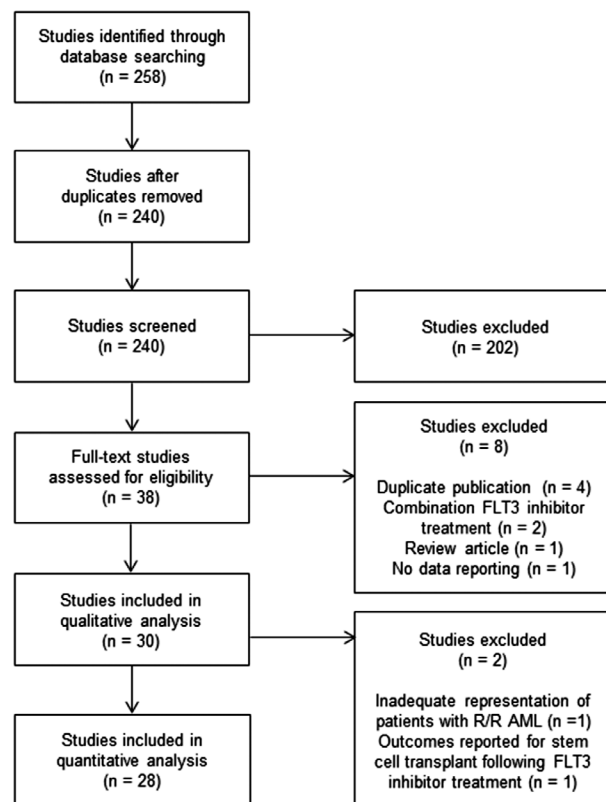 Studies identified through
database searching
(n = 258)
Studies after
duplicates removed
(n = 240)
Studies screened
(n = 240)
Studies excluded
(n = 202)
Full-text studies
assessed for eligibility
(n = 38)
Studies excluded
(n = 8)
Duplicate publication (n = 4)
Combination FLT3 inhibitor
treatment (n = 2)
Review article (n = 1)
No data reporting (n = 1)
Studies included in
qualitative analysis
(n = 30)
Studies excluded
(n = 2)
Inadequate representation of
patients with R/R AML (n =1)
Outcomes reported for stem
cell transplant following FLT3
inhibitor treatment (n = 1)
Studies included in
quantitative analysis
(n = 28)